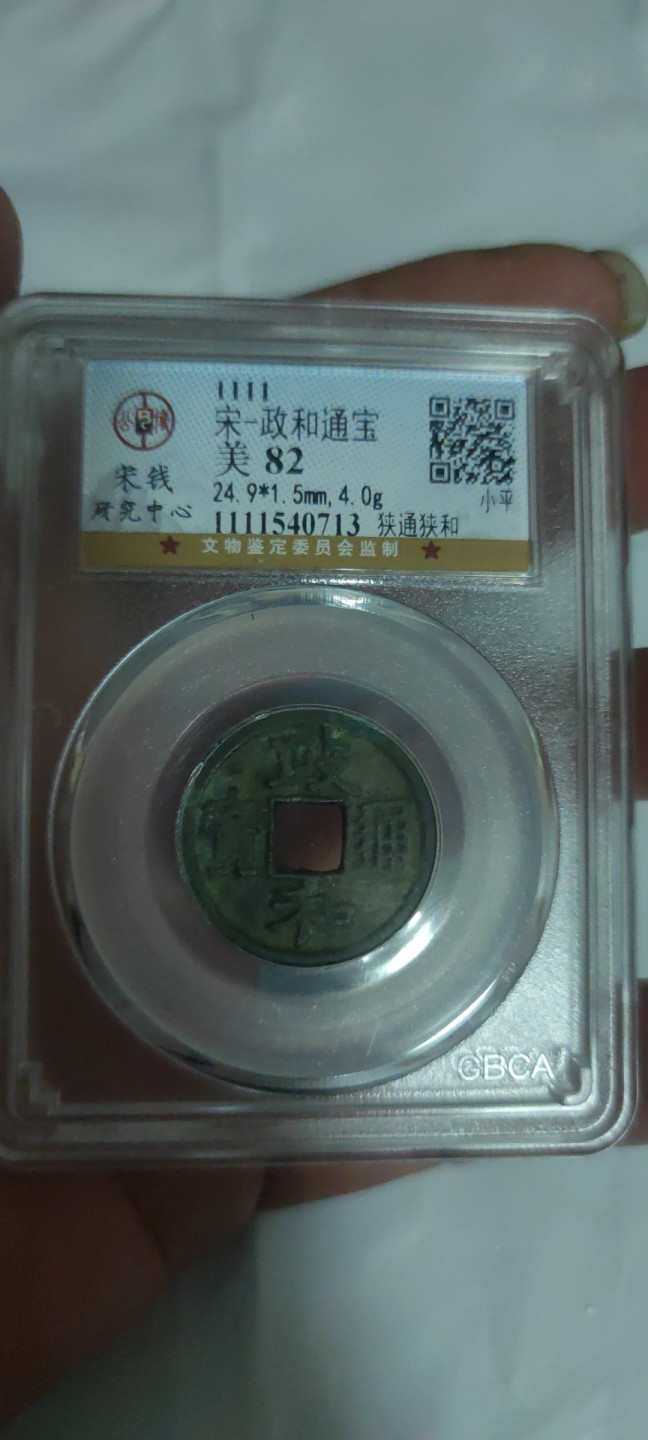 1111
宋-政和通宝
美 82
24.9*1.5mm, 4.0g
小平
宋钱
研究中心
1111540713 狭通狭和
★ 文物鉴定委员会监制 ★
政
通
宝
和
GBCA